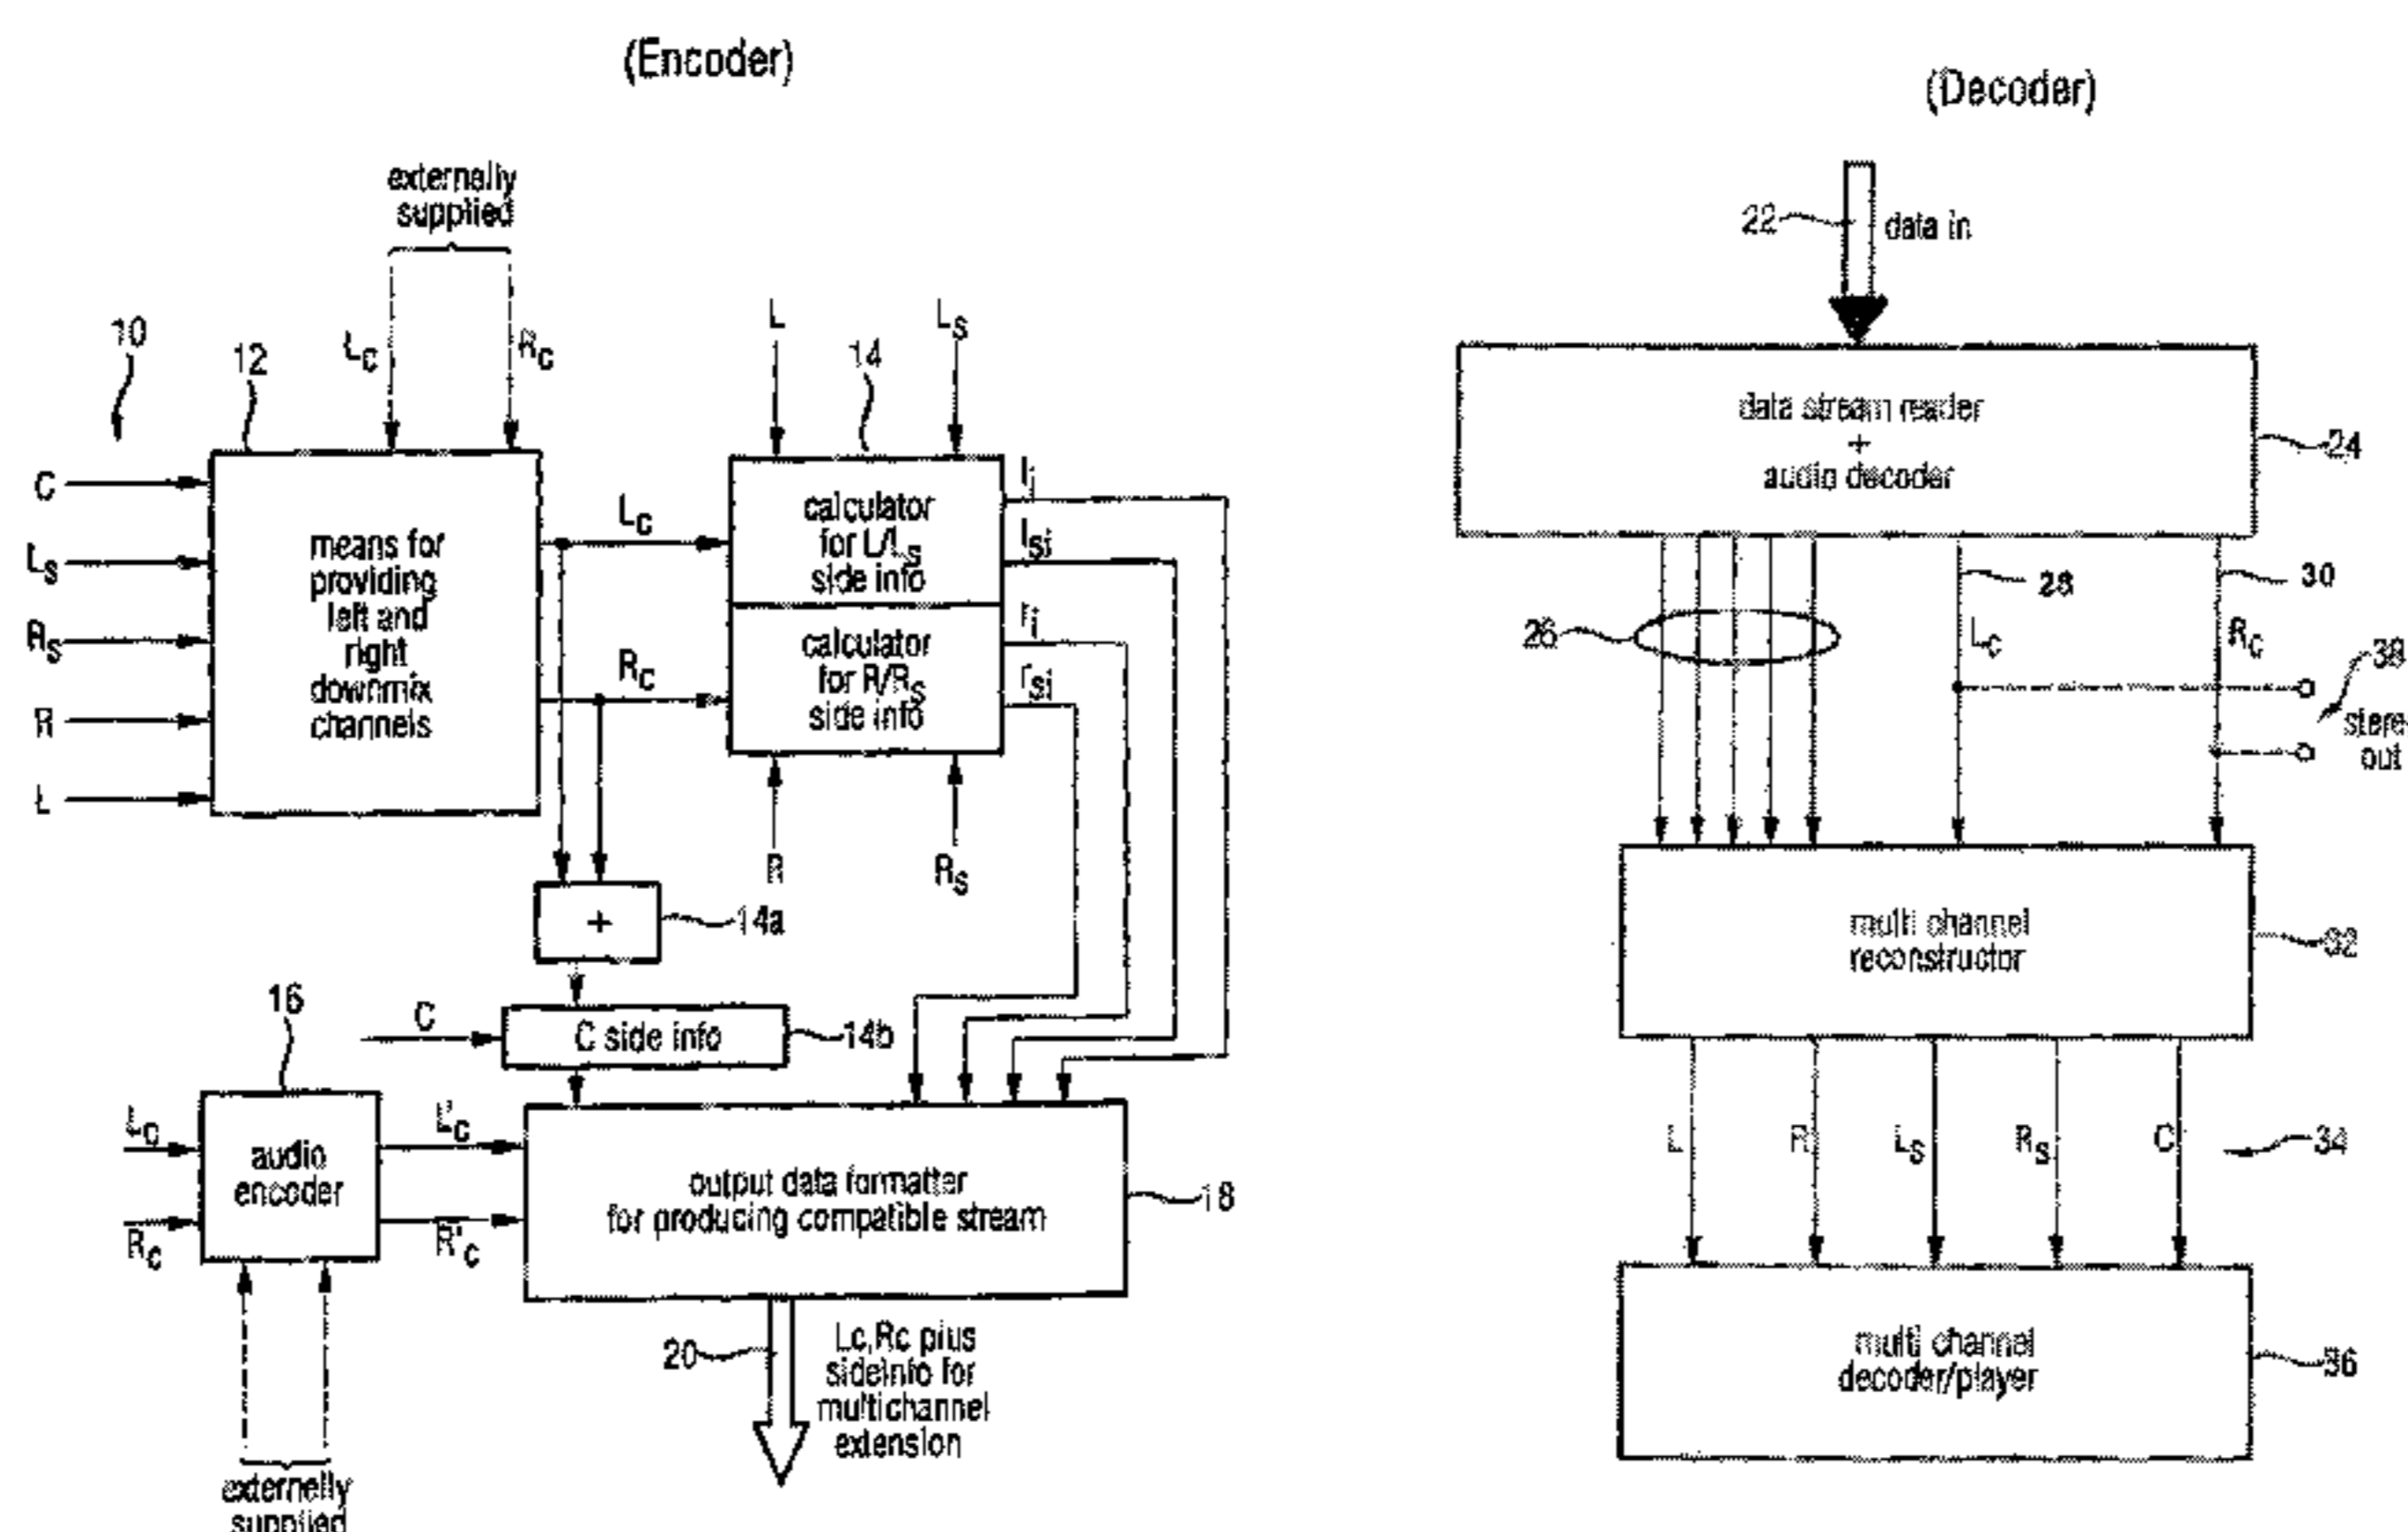 (Encoder)
externally
supplied
10
12
Lc
Rc
L
Ls
14
C
Ls
Rs
R
L
means for
providing
left and
right
downmix
channels
Lc
Rc
calculator
for L/Ls
side info
calculator
for R/Rs
side info
li
lsi
ri
rsi
R
Rs
+
14a
C
C side info
14b
16
Lc
Rc
audio
encoder
L'c
R'c
output data formatter
for producing compatible stream
18
externally
supplied
20
Lc,Rc plus
sideinfo for
multichannel
extension
(Decoder)
22
data in
data stream reader
+
audio decoder
24
26
28
30
Lc
Rc
38
stere
out
multi channel
reconstructor
32
L
R
Ls
Rs
C
34
multi channel
decoder/player
36